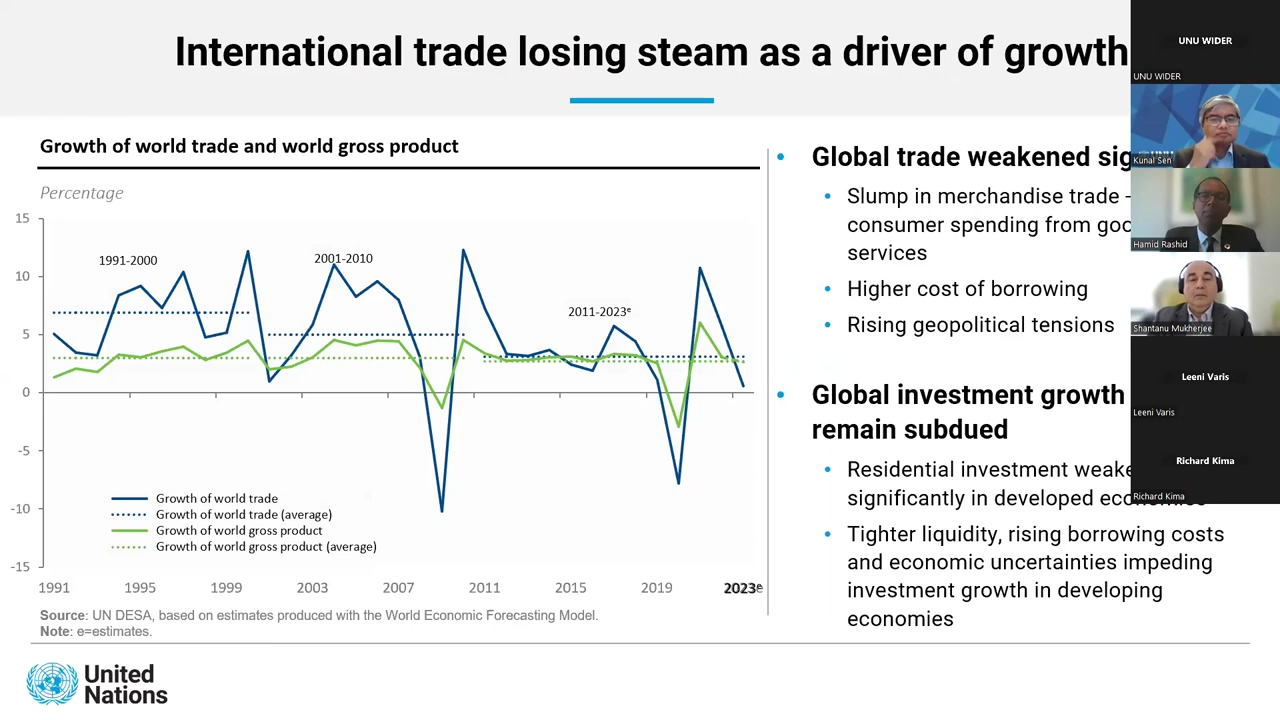 International trade losing steam as a driver of growth
Growth of world trade and world gross product
Percentage
15
10
5
0
-5
-10
-15
1991-2000
2001-2010
2011-2023ᵉ
Growth of world trade
Growth of world trade (average)
Growth of world gross product
Growth of world gross product (average)
1991 1995 1999 2003 2007 2011 2015 2019 2023ᵉ
Source: UN DESA, based on estimates produced with the World Economic Forecasting Model.
Note: e=estimates.
United
Nations
• Global trade weakened
• Slump in merchandise trade -
consumer spending from
services
• Higher cost of borrowing
• Rising geopolitical tensions
• Global investment growth
remain subdued
• Residential investment
significantly in developed
• Tighter liquidity, rising borrowing costs
and economic uncertainties impeding
investment growth in developing
economies
UNU WIDER
UNU WIDER
Kunal Sen
Hamid Rashid
Shantanu Mukherjee
Leeni Varis
Leeni Varis
Richard Kima
Richard Kima